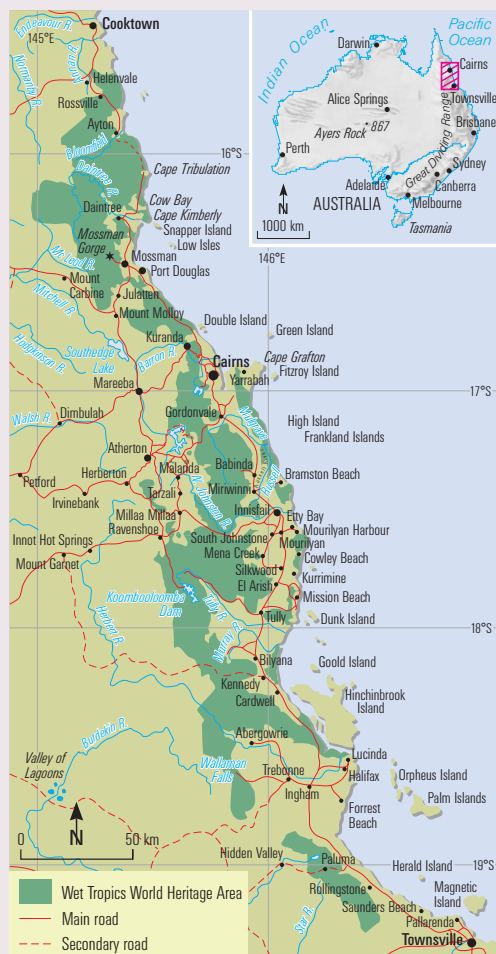 Endeavour R.
Cooktown
145°E
Normanby R.
Annan R.
Helenvale
Rossville
Ayton
Bloomfield
16°S
Daintree R.
Cape Tribulation
Daintree
Cow Bay
Cape Kimberly
Snapper Island
Mossman
Gorge
Low Isles
Mossman
Port Douglas
McLeod R.
Mount
Carbine
Julatten
146°E
Mitchell R.
Mount Molloy
Double Island
Green Island
Hodgkinson R.
Southedge
Lake
Kuranda
Barron R.
Cairns
Cape Grafton
Fitzroy Island
Yarrabah
Mareeba
17°S
Walsh R.
Dimbulah
Gordonvale
Mulgrave
High Island
Frankland Islands
Atherton
Malanda
Babinda
Petford
Herberton
Bramston Beach
Irvinebank
Tarzali
N. Johnston R.
Miriwinni
Russell
Millaa Millaa
Innisfail
Ravenshoe
Etty Bay
Innot Hot Springs
South Johnstone
Mourilyan Harbour
Mourilyan
Mount Garnet
Mena Creek
Cowley Beach
Silkwood
Kurrimine
El Arish
Koombooloomba
Dam
Mission Beach
Tully R.
Tully
Dunk Island
Herbert R.
Murray R.
18°S
Bilyana
Goold Island
Kennedy
Cardwell
Hinchinbrook
Island
Burdekin R.
Abergowrie
Valley of
Lagoons
Wallaman
Falls
Lucinda
Trebonne
Halifax
Orpheus Island
Ingham
Palm Islands
Forrest
Beach
N
0 50 km
Hidden Valley
Paluma
19°S
Herald Island
Rollingstone
Magnetic
Island
Star R.
Saunders Beach
Pallarenda
Townsville
Wet Tropics World Heritage Area
Main road
Secondary road
Indian Ocean
Pacific
Ocean
Darwin
Cairns
Townsville
Alice Springs
Ayers Rock 867
Great Dividing Range
Brisbane
Perth
Sydney
Adelaide
Canberra
N
AUSTRALIA
Melbourne
1000 km
Tasmania